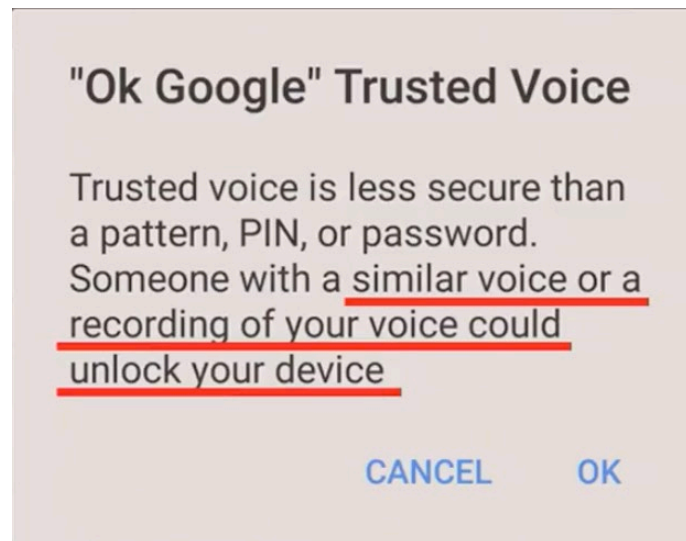 "Ok Google" Trusted Voice
Trusted voice is less secure than
a pattern, PIN, or password.
Someone with a similar voice or a
recording of your voice could
unlock your device
CANCEL
OK